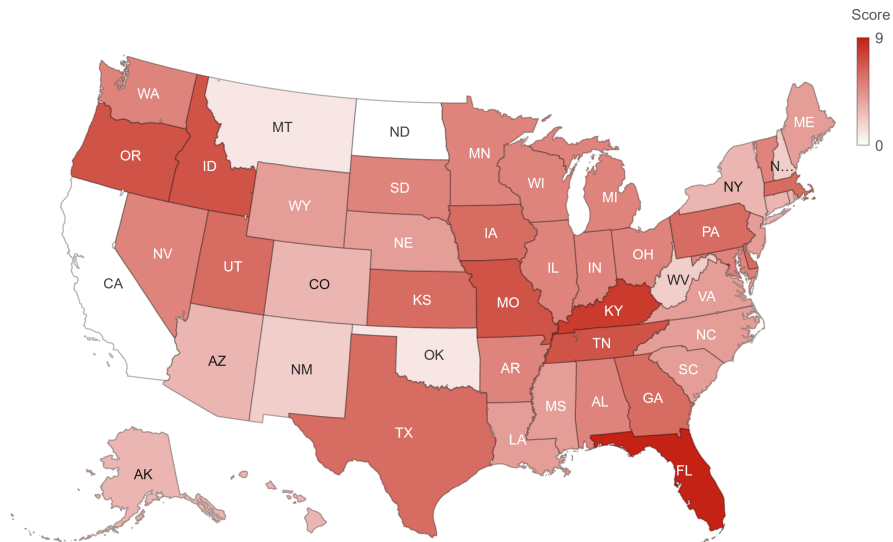 Score
9
0
WA
ME
MT
ND
OR
MN
ID
N...
NY
SD
WI
MI
WY
PA
IA
NE
OH
NV
IL
IN
UT
WV
CA
CO
VA
KS
MO
KY
NC
TN
OK
AZ
NM
AR
SC
GA
MS
AL
TX
LA
FL
AK